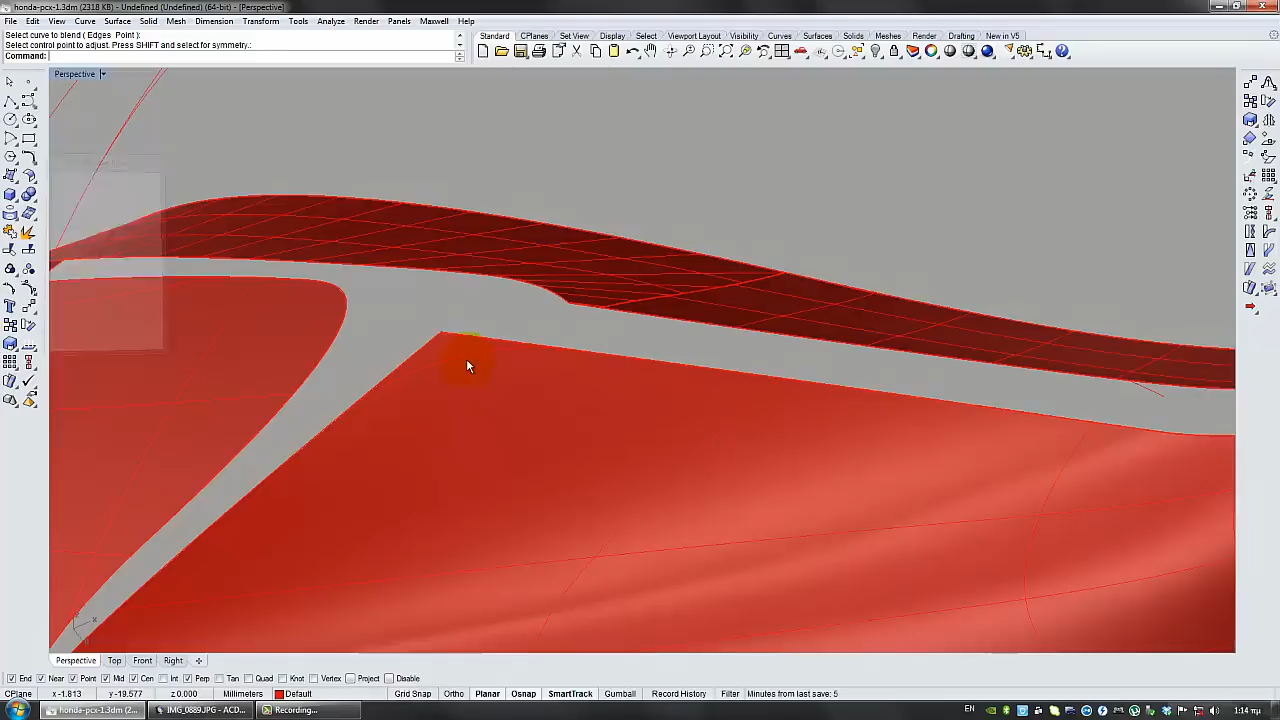 honda-pcx-1.3dm (2318 KB) - Undefined (Undefined) (64-bit) - [Perspective]
File Edit View Curve Surface Solid Mesh Dimension Transform Tools Analyze Render Panels Maxwell Help
Select curve to blend ( Edges Point ):
Select control point to adjust. Press SHIFT and select for symmetry.:
Command:
Standard CPlanes Set View Display Select Viewport Layout Visibility Curves Surfaces Solids Meshes Render Drafting New in V5
Perspective
x
Perspective Top Front Right
End Near Point Mid Cen Int Perp Tan Quad Knot Vertex Project Disable
CPlane x -1.813 y -19.577 z 0.000 Millimeters Default Grid Snap Ortho Planar Osnap SmartTrack Gumball Record History Filter Minutes from last save: 5
honda-pcx-1.3dm (2... IMG_0889.JPG - ACD... Recording... EN 1:14 πμ